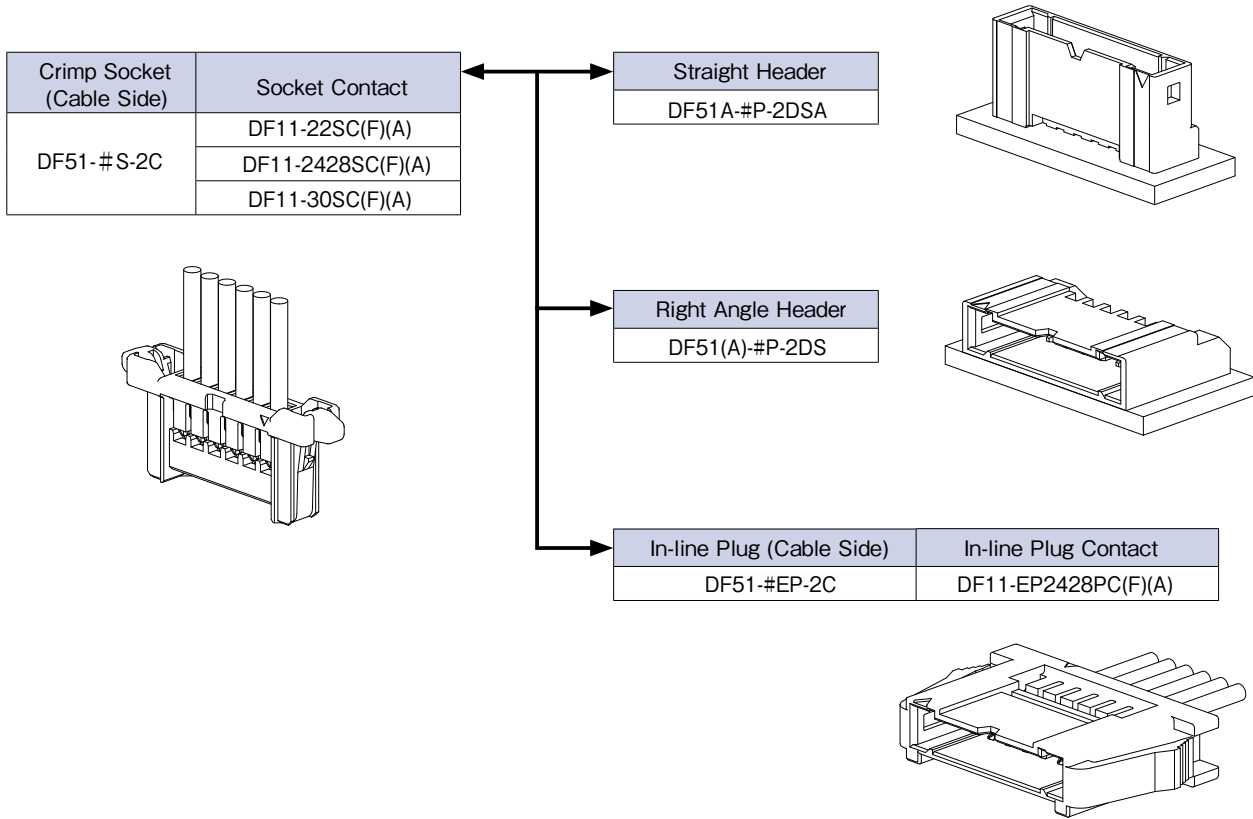 Crimp Socket
(Cable Side)
Socket Contact
DF51-#S-2C
DF11-22SC(F)(A)
DF11-2428SC(F)(A)
DF11-30SC(F)(A)
Straight Header
DF51A-#P-2DSA
Right Angle Header
DF51(A)-#P-2DS
In-line Plug (Cable Side)
In-line Plug Contact
DF51-#EP-2C
DF11-EP2428PC(F)(A)